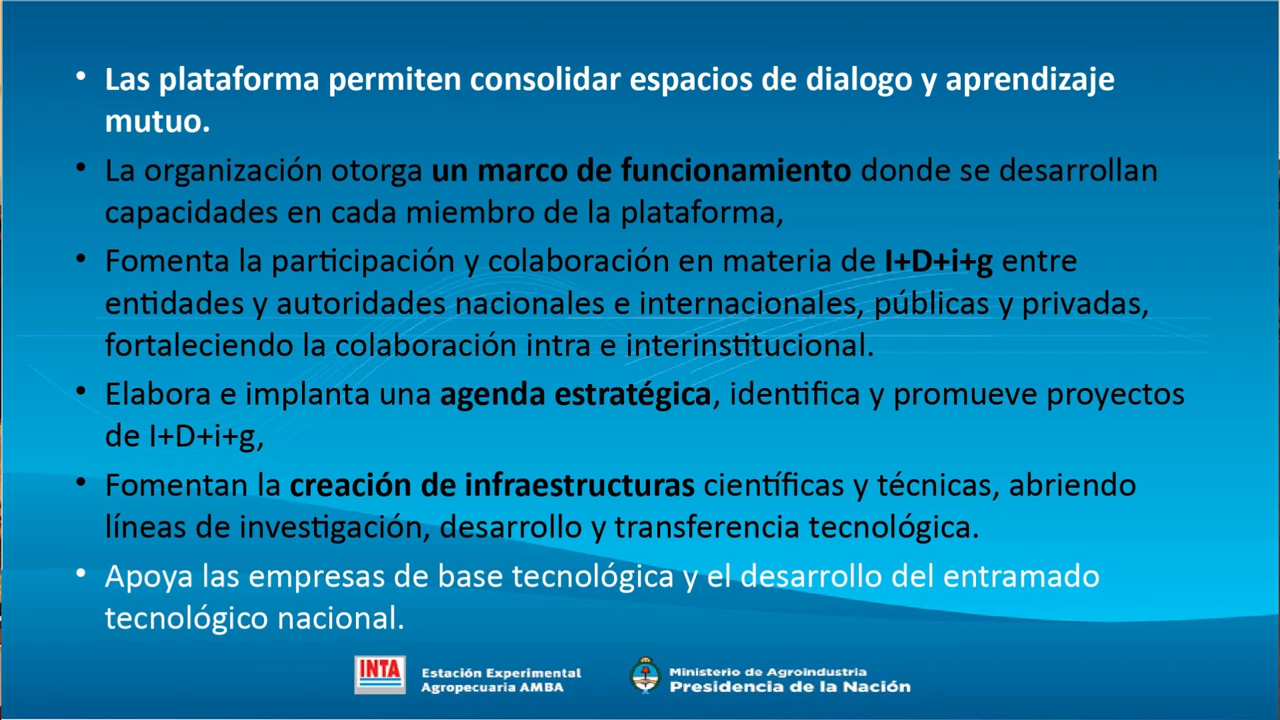 • Las plataforma permiten consolidar espacios de dialogo y aprendizaje
mutuo.
• La organización otorga un marco de funcionamiento donde se desarrollan
capacidades en cada miembro de la plataforma,
• Fomenta la participación y colaboración en materia de I+D+i+g entre
entidades y autoridades nacionales e internacionales, públicas y privadas,
fortaleciendo la colaboración intra e interinstitucional.
• Elabora e implanta una agenda estratégica, identifica y promueve proyectos
de I+D+i+g,
• Fomentan la creación de infraestructuras científicas y técnicas, abriendo
líneas de investigación, desarrollo y transferencia tecnológica.
• Apoya las empresas de base tecnológica y el desarrollo del entramado
tecnológico nacional.
INTA
Estación Experimental
Agropecuaria AMBA
Ministerio de Agroindustria
Presidencia de la Nación